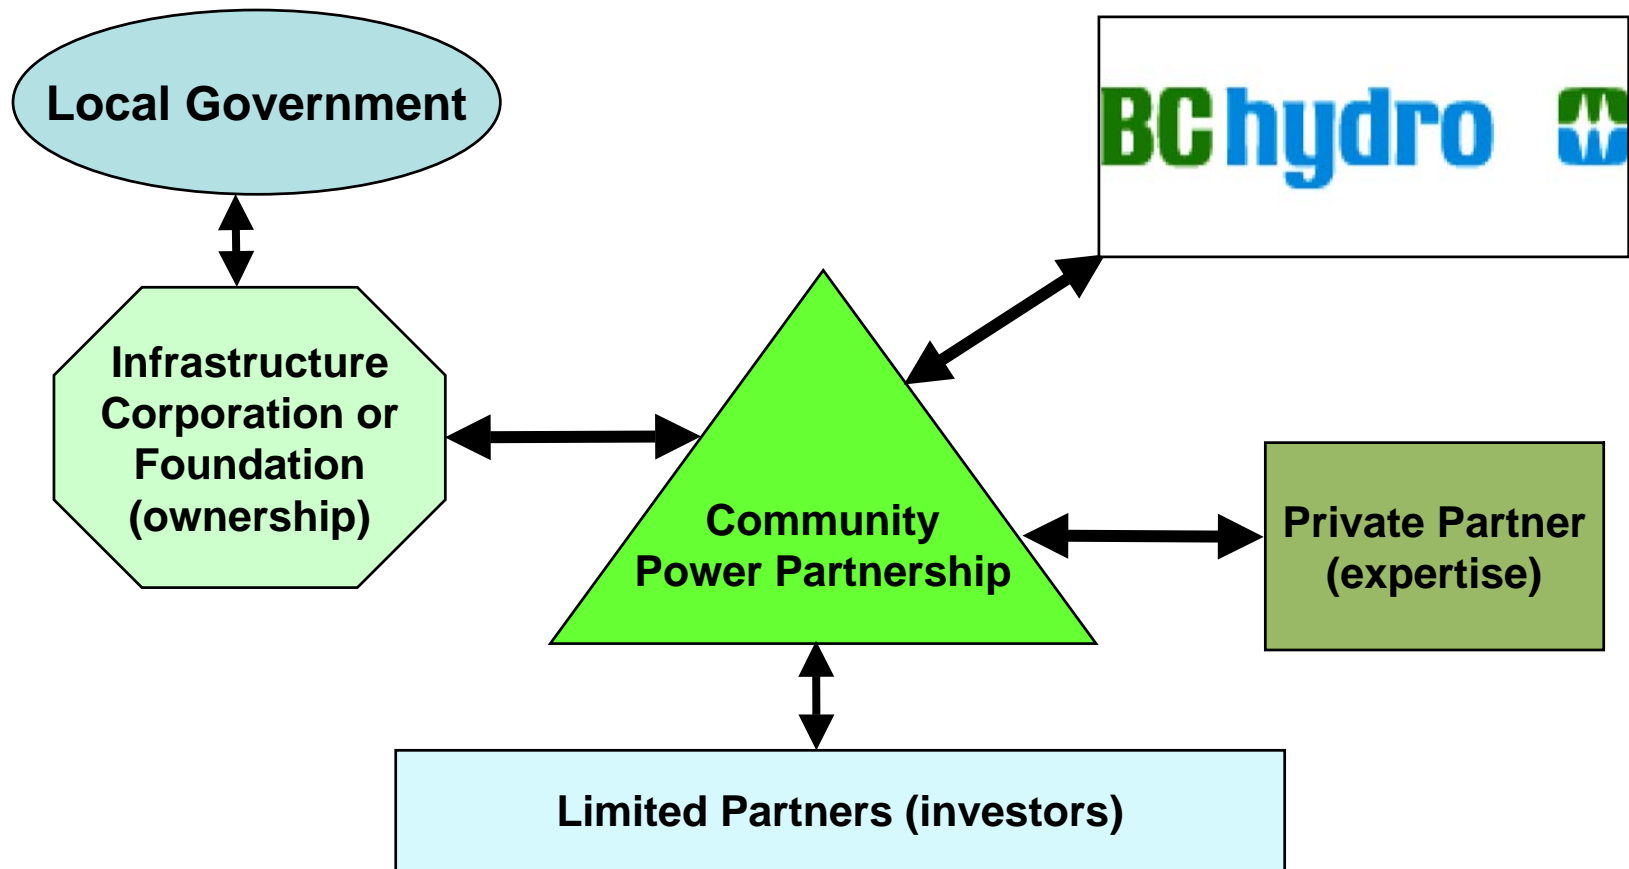 Local Government
BC hydro
Infrastructure
Corporation or
Foundation
(ownership)
Community
Power Partnership
Private Partner
(expertise)
Limited Partners (investors)